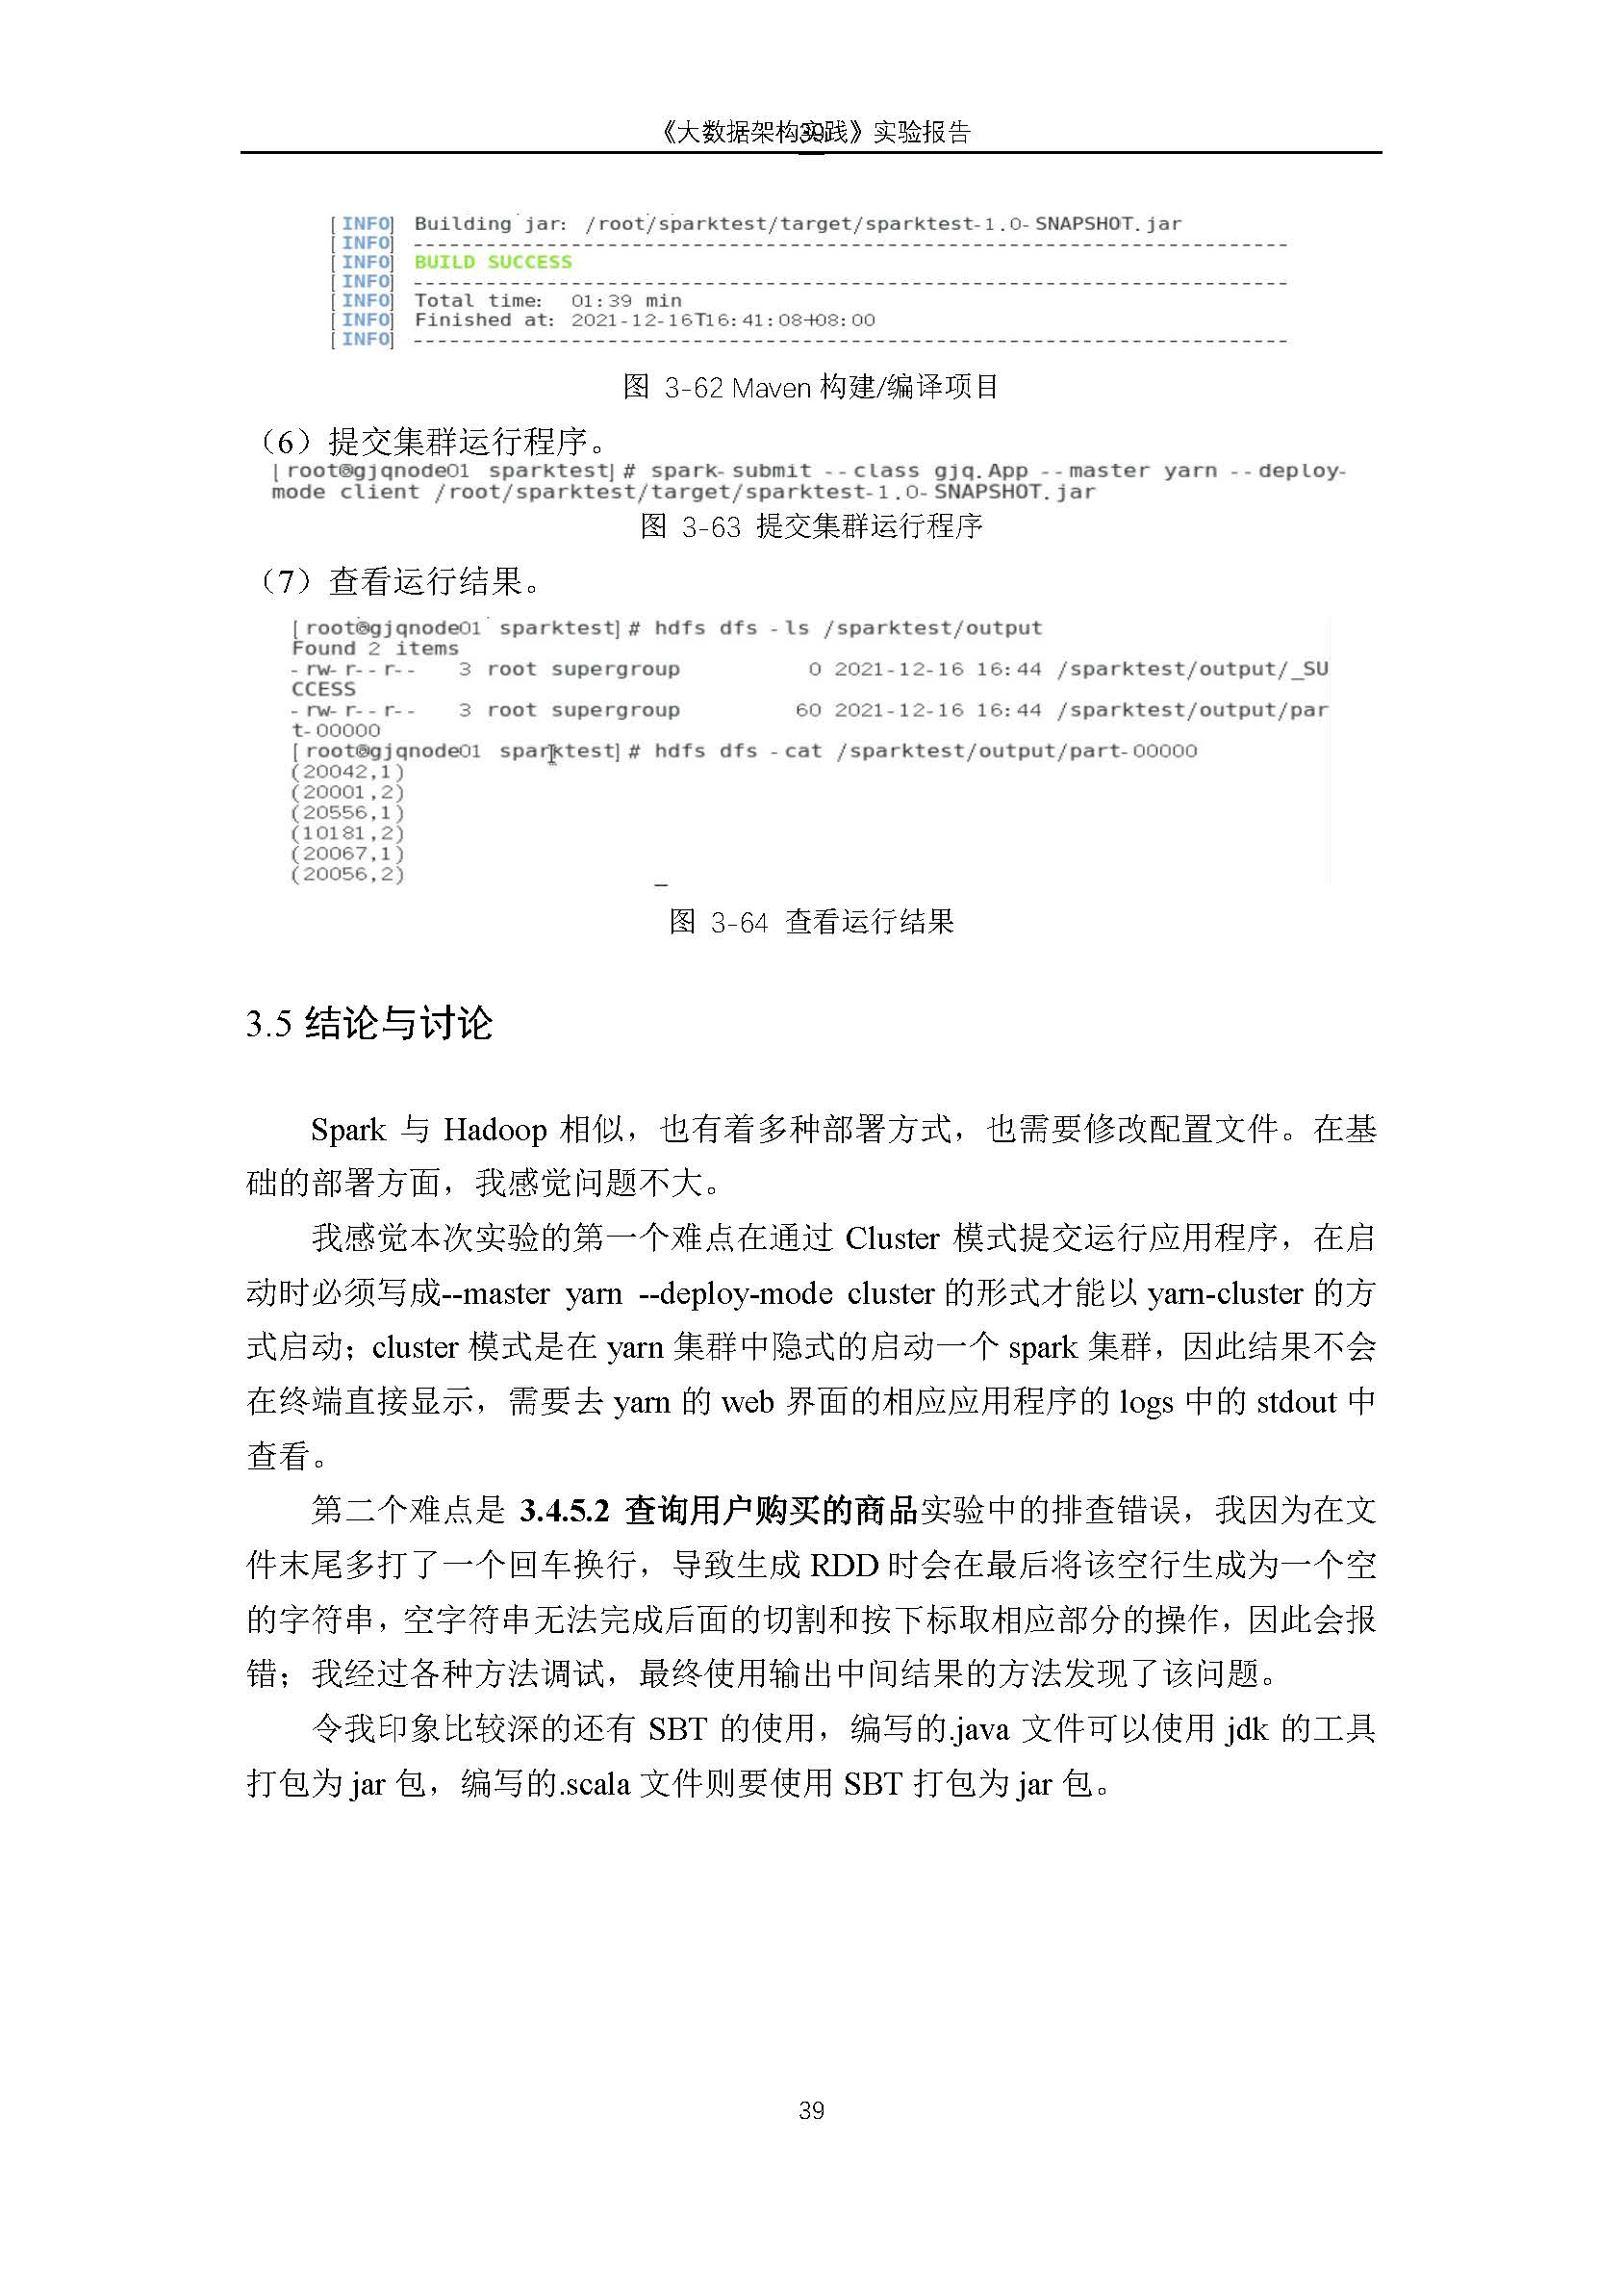 《大数据架构实践》实验报告
[INFO] Building jar: /root/sparktest/target/sparktest-1.0-SNAPSHOT.jar
[INFO] ------------------------------------------------------------------------
[INFO] BUILD SUCCESS
[INFO] ------------------------------------------------------------------------
[INFO] Total time:  01:39 min
[INFO] Finished at: 2021-12-16T16:41:08+08:00
[INFO] ------------------------------------------------------------------------
图 3-62 Maven 构建/编译项目
（6）提交集群运行程序。
[root@gjqnode01 sparktest]# spark-submit --class gjq.App --master yarn --deploy-
mode client /root/sparktest/target/sparktest-1.0-SNAPSHOT.jar
图 3-63 提交集群运行程序
（7）查看运行结果。
[root@gjqnode01 sparktest]# hdfs dfs -ls /sparktest/output
Found 2 items
-rw-r--r--   3 root supergroup          0 2021-12-16 16:44 /sparktest/output/_SU
CCESS
-rw-r--r--   3 root supergroup         60 2021-12-16 16:44 /sparktest/output/par
t-00000
[root@gjqnode01 sparktest]# hdfs dfs -cat /sparktest/output/part-00000
(20042,1)
(20001,2)
(20556,1)
(10181,2)
(20067,1)
(20056,2)
图 3-64 查看运行结果
3.5 结论与讨论
Spark 与 Hadoop 相似，也有着多种部署方式，也需要修改配置文件。在基
础的部署方面，我感觉问题不大。
我感觉本次实验的第一个难点在通过 Cluster 模式提交运行应用程序，在启
动时必须写成--master yarn --deploy-mode cluster 的形式才能以 yarn-cluster 的方
式启动；cluster 模式是在 yarn 集群中隐式的启动一个 spark 集群，因此结果不会
在终端直接显示，需要去 yarn 的 web 界面的相应应用程序的 logs 中的 stdout 中
查看。
第二个难点是 3.4.5.2 查询用户购买的商品实验中的排查错误，我因为在文
件末尾多打了一个回车换行，导致生成 RDD 时会在最后将该空行生成为一个空
的字符串，空字符串无法完成后面的切割和按下标取相应部分的操作，因此会报
错；我经过各种方法调试，最终使用输出中间结果的方法发现了该问题。
令我印象比较深的还有 SBT 的使用，编写的.java 文件可以使用 jdk 的工具
打包为 jar 包，编写的.scala 文件则要使用 SBT 打包为 jar 包。
39